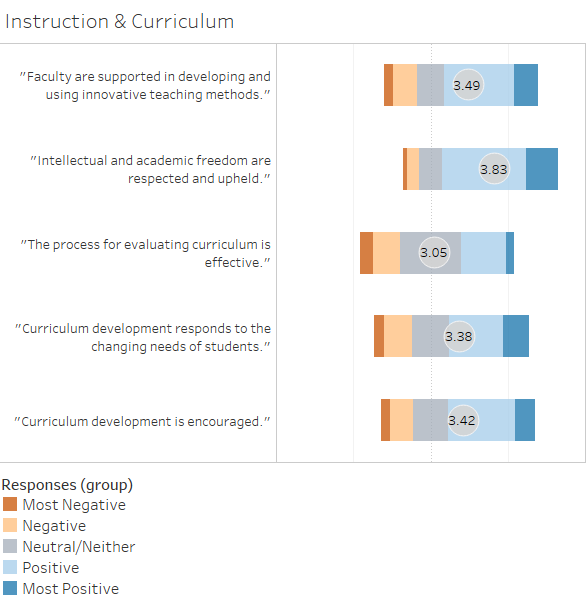 Instruction & Curriculum
"Faculty are supported in developing and
using innovative teaching methods."
3.49
"Intellectual and academic freedom are
respected and upheld."
3.83
"The process for evaluating curriculum is
effective."
3.05
"Curriculum development responds to the
changing needs of students."
3.38
"Curriculum development is encouraged."
3.42
Responses (group)
Most Negative
Negative
Neutral/Neither
Positive
Most Positive